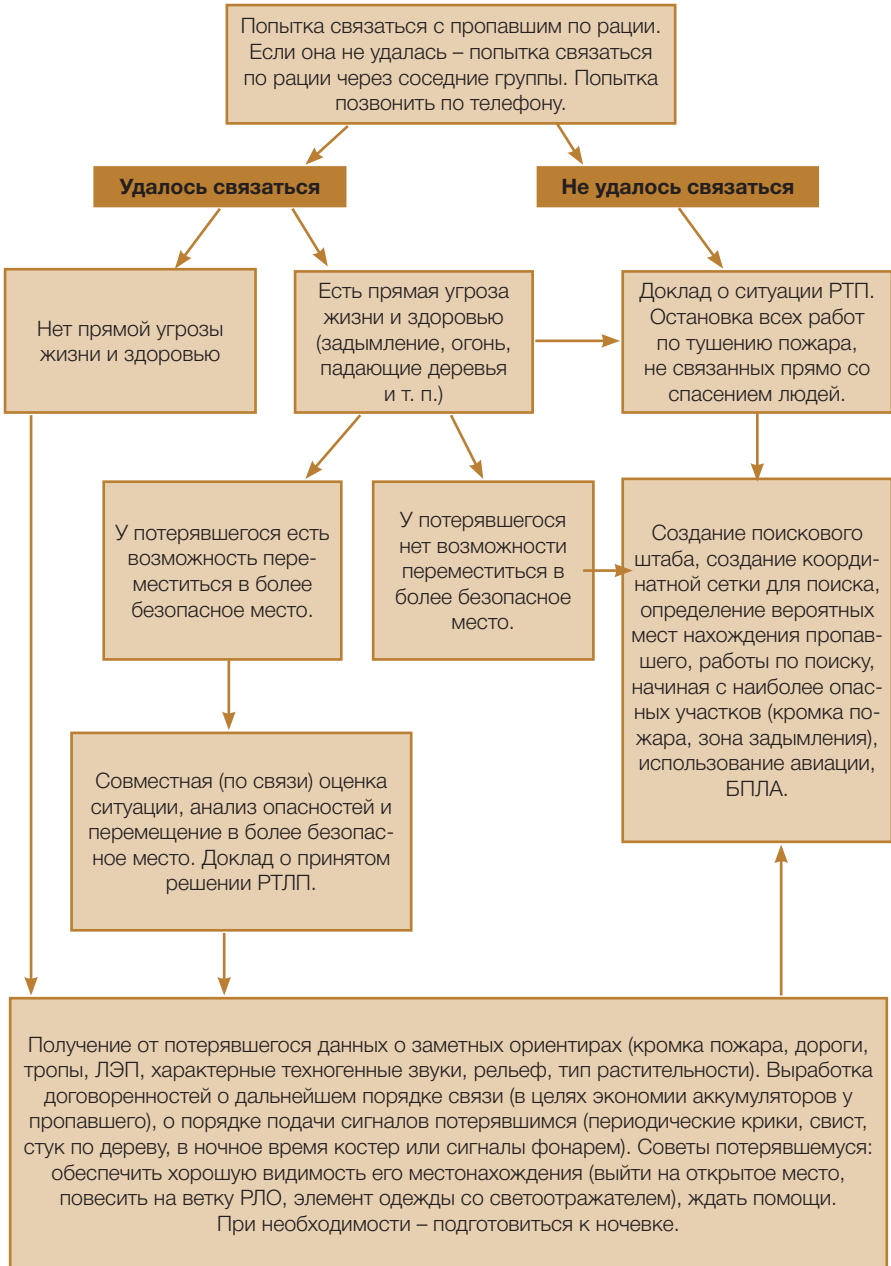 Попытка связаться с пропавшим по рации.
Если она не удалась – попытка связаться
по рации через соседние группы. Попытка
позвонить по телефону.
Удалось связаться
Не удалось связаться
Нет прямой угрозы
жизни и здоровью
Есть прямая угроза
жизни и здоровью
(задымление, огонь,
падающие деревья
и т. п.)
Доклад о ситуации РТП.
Остановка всех работ
по тушению пожара,
не связанных прямо со
спасением людей.
У потерявшегося есть
возможность пере-
меститься в более
безопасное место.
У потерявшегося
нет возможности
переместиться в
более безопасное
место.
Создание поискового
штаба, создание коорди-
натной сетки для поиска,
определение вероятных
мест нахождения пропав-
шего, работы по поиску,
начиная с наиболее опас-
ных участков (кромка по-
жара, зона задымления),
использование авиации,
БПЛА.
Совместная (по связи) оценка
ситуации, анализ опасностей и
перемещение в более безопас-
ное место. Доклад о принятом
решении РТЛП.
Получение от потерявшегося данных о заметных ориентирах (кромка пожара, дороги,
тропы, ЛЭП, характерные техногенные звуки, рельеф, тип растительности). Выработка
договоренностей о дальнейшем порядке связи (в целях экономии аккумуляторов у
пропавшего), о порядке подачи сигналов потерявшимся (периодические крики, свист,
стук по дереву, в ночное время костер или сигналы фонарем). Советы потерявшемуся:
обеспечить хорошую видимость его местонахождения (выйти на открытое место,
повесить на ветку РЛО, элемент одежды со светоотражателем), ждать помощи.
При необходимости – подготовиться к ночевке.